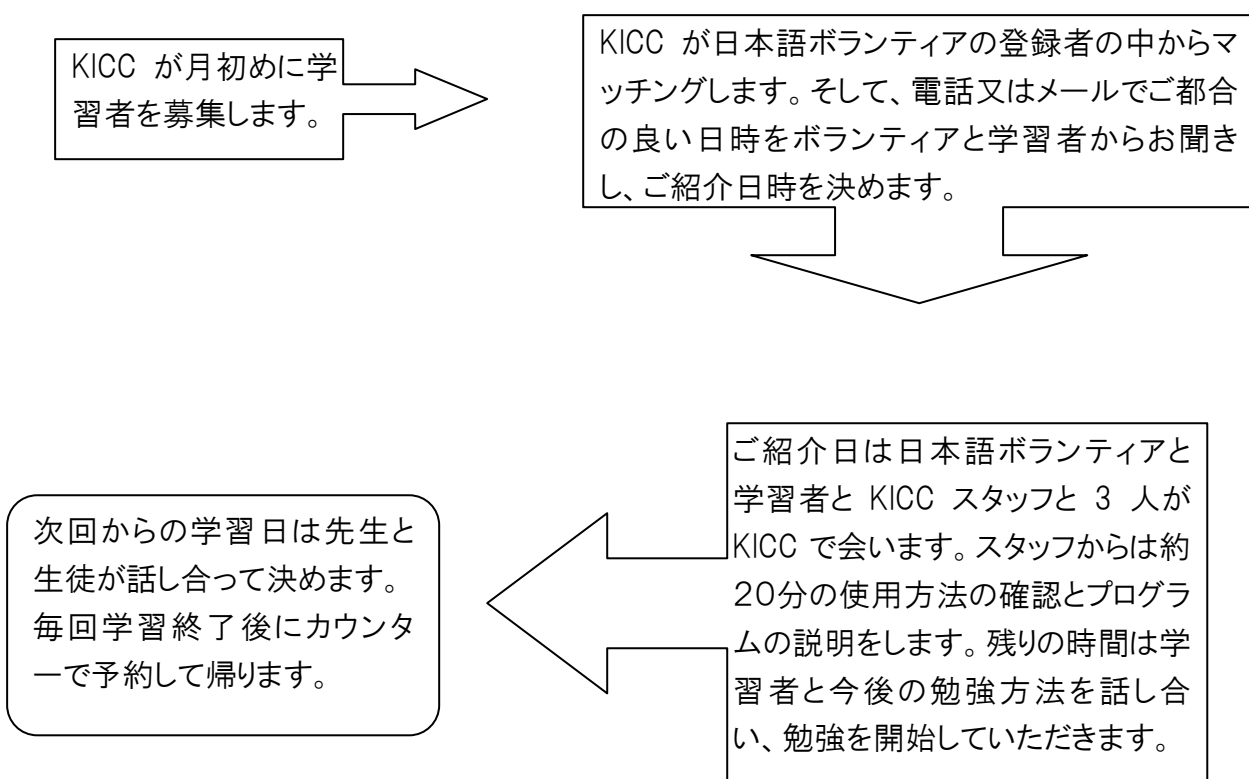 KICC が月初めに学
習者を募集します。
KICC が日本語ボランティアの登録者の中からマ
ッチングします。そして、電話又はメールでご都合
の良い日時をボランティアと学習者からお聞き
し、ご紹介日時を決めます。
ご紹介日は日本語ボランティアと
学習者と KICC スタッフと 3 人が
KICC で会います。スタッフからは約
20分の使用方法の確認とプログラ
ムの説明をします。残りの時間は学
習者と今後の勉強方法を話し合
い、勉強を開始していただきます。
次回からの学習日は先生と
生徒が話し合って決めます。
毎回学習終了後にカウンタ
ーで予約して帰ります。